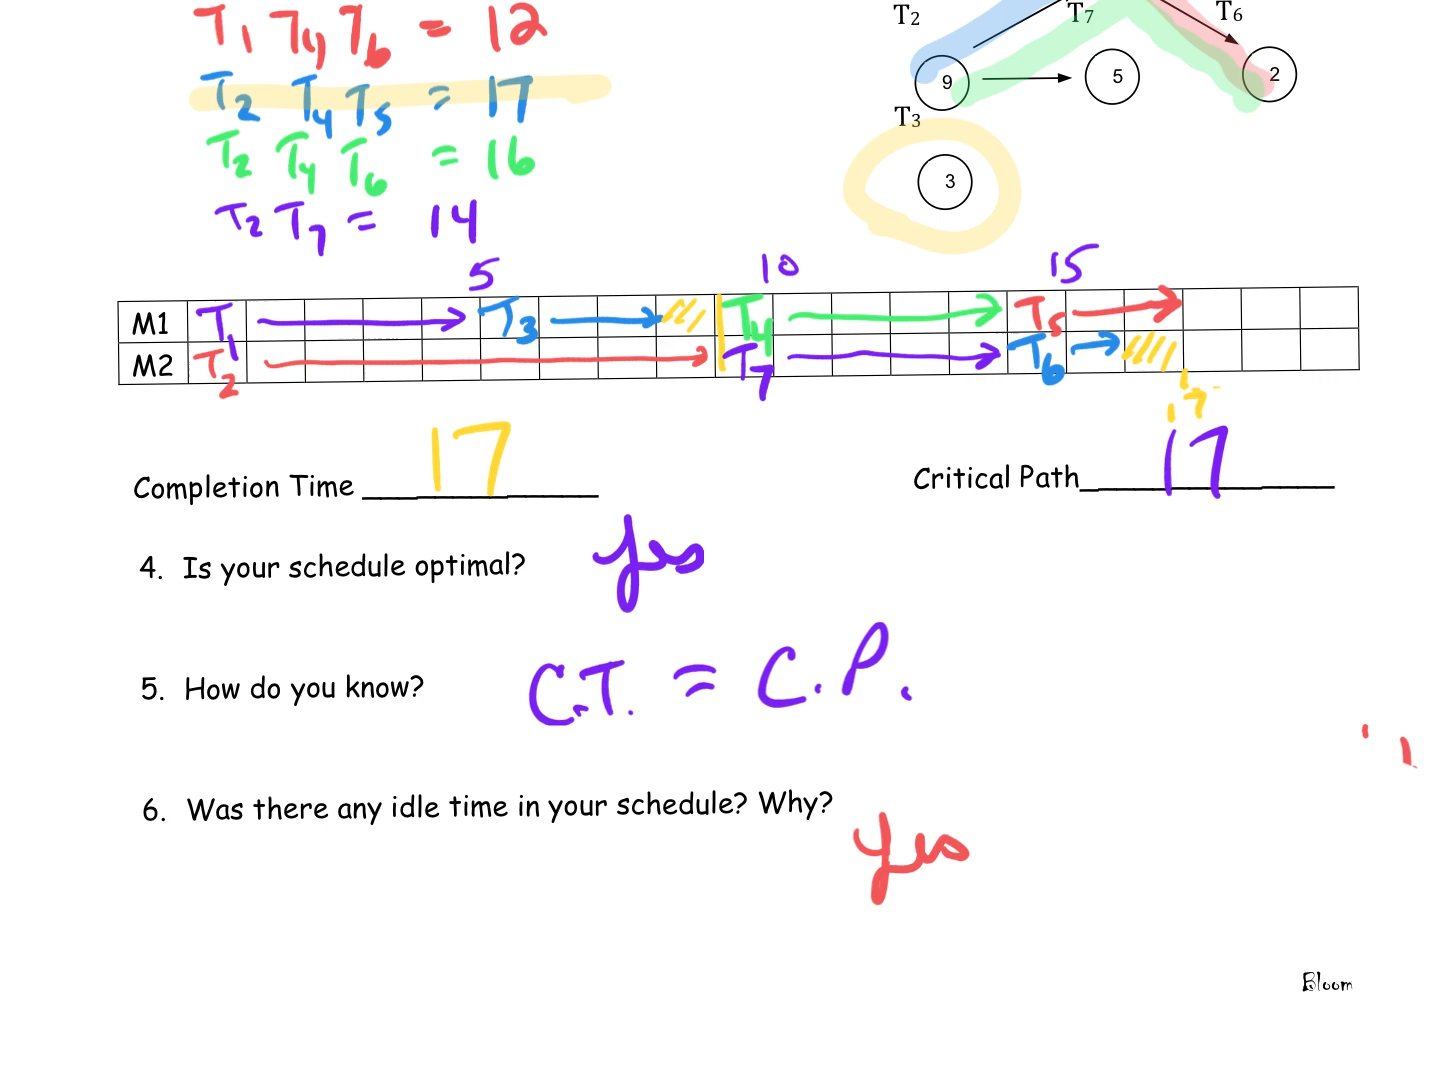 T1 T4 T6 = 12
T2 T7 T6
T2 T4 T5 = 17
9 5 2
T3
T2 T4 T6 = 16
3
T2 T7 = 14
5 10 15
M1 T1 T3 T4 T5
M2 T2 T7 T6
17
Completion Time 17 Critical Path 17
4. Is your schedule optimal? yes
5. How do you know? C.T. = C.P.
6. Was there any idle time in your schedule? Why? yes
Bloom